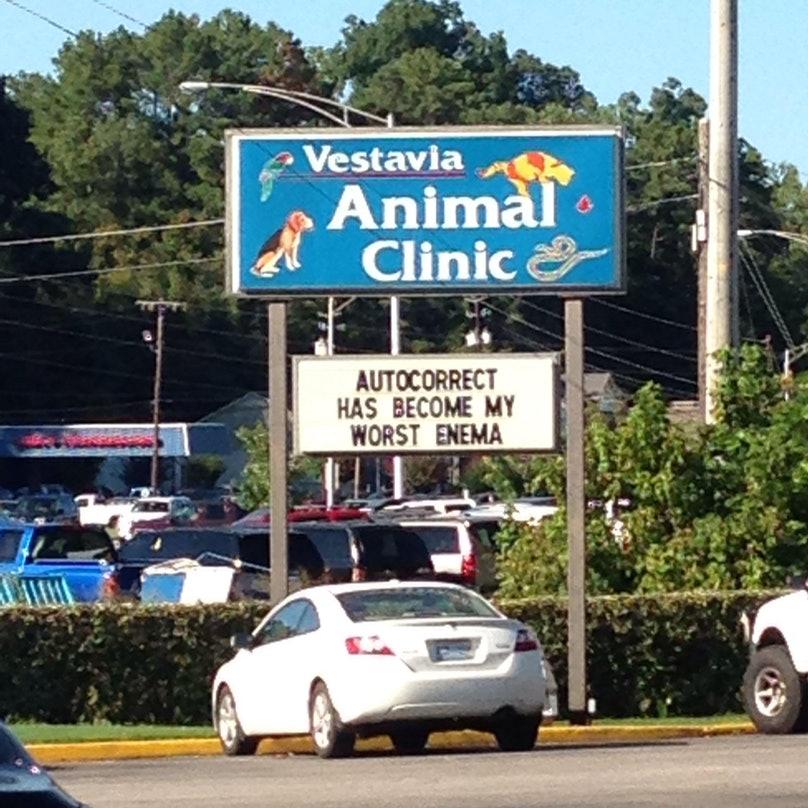 Vestavia
Animal
Clinic
AUTOCORRECT
HAS BECOME MY
WORST ENEMA